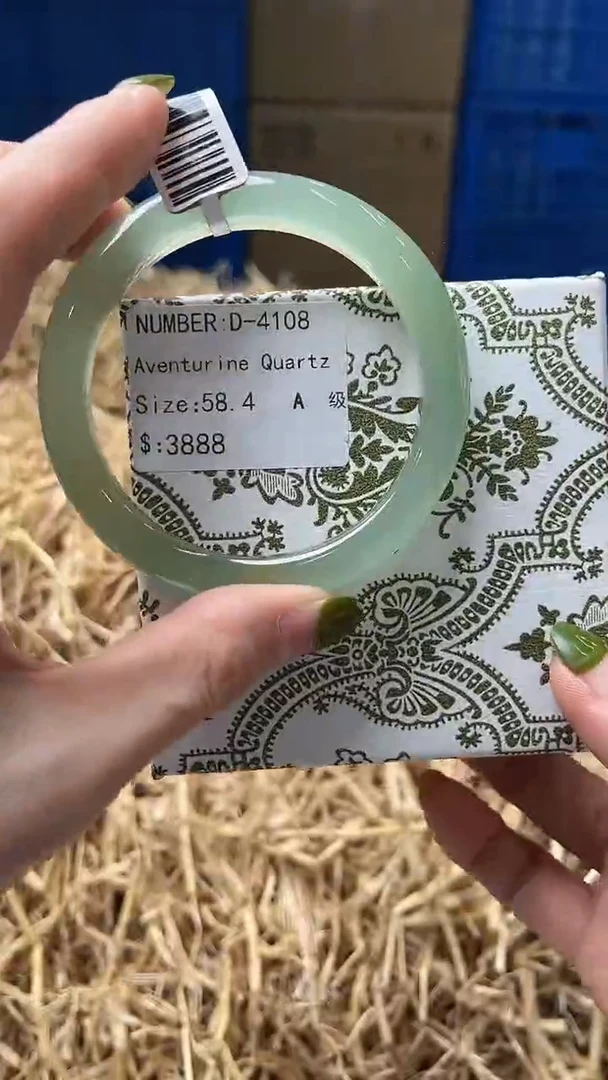 NUMBER:D-4108
Aventurine Quartz
Size:58.4 A 级
$:3888